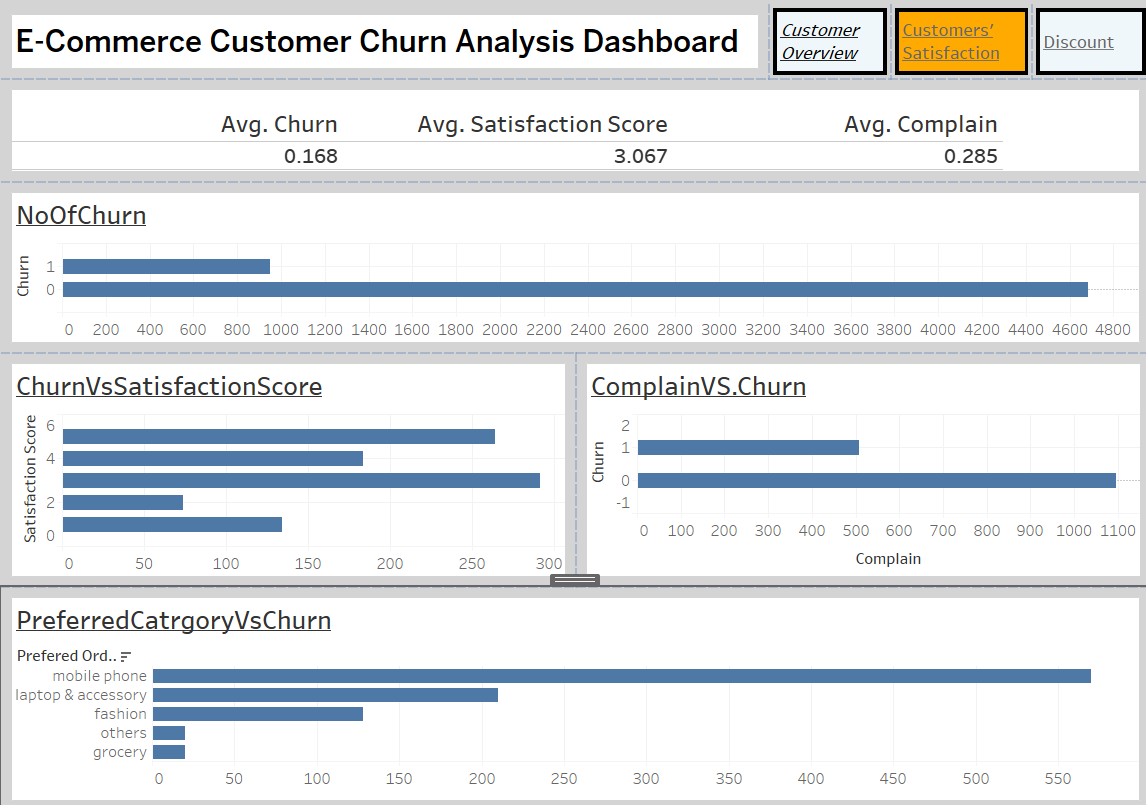 E-Commerce Customer Churn Analysis Dashboard
Customer
Overview
Customers’
Satisfaction
Discount
Avg. Churn Avg. Satisfaction Score Avg. Complain
0.168 3.067 0.285
NoOfChurn
Churn
1
0
0 200 400 600 800 1000 1200 1400 1600 1800 2000 2200 2400 2600 2800 3000 3200 3400 3600 3800 4000 4200 4400 4600 4800
ChurnVsSatisfactionScore
Satisfaction Score
6
4
2
0
0 50 100 150 200 250 300
ComplainVS.Churn
Churn
2
1
0
-1
0 100 200 300 400 500 600 700 800 900 1000 1100
Complain
PreferredCatrgoryVsChurn
Prefered Ord..
mobile phone
laptop & accessory
fashion
others
grocery
0 50 100 150 200 250 300 350 400 450 500 550